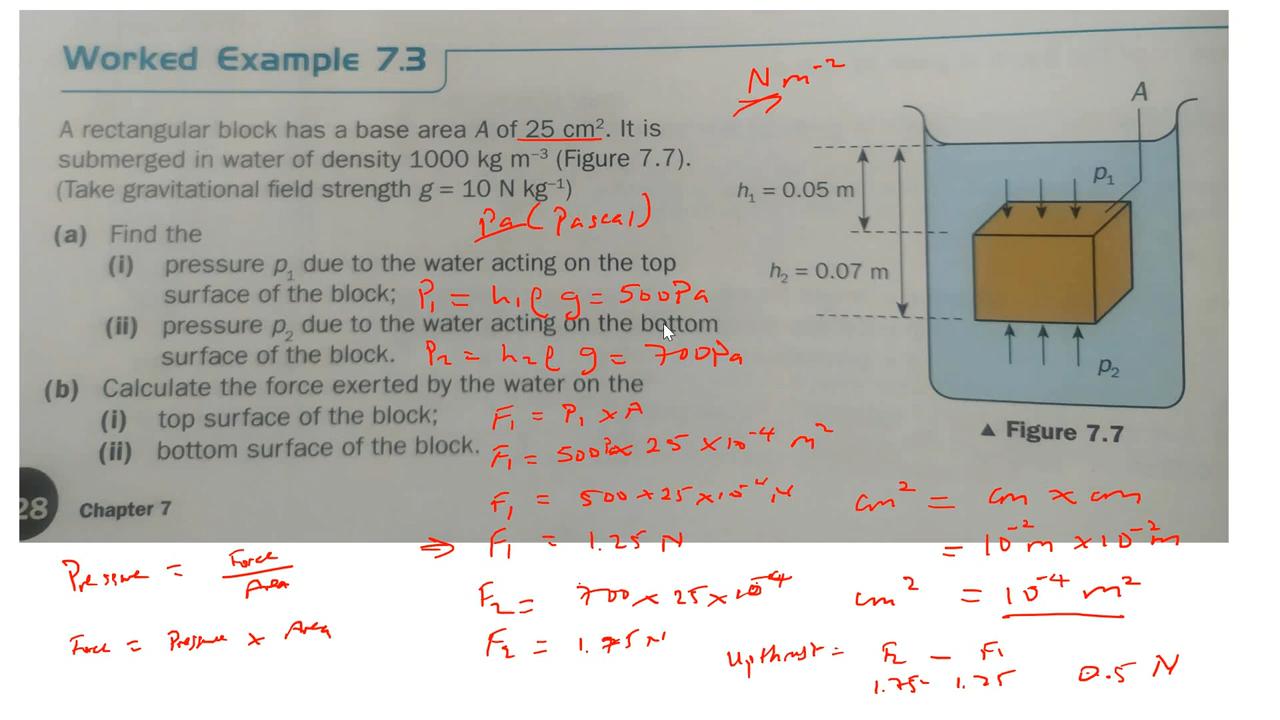 Worked Example 7.3
N m⁻²
A
A rectangular block has a base area A of 25 cm². It is
submerged in water of density 1000 kg m⁻³ (Figure 7.7).
(Take gravitational field strength g = 10 N kg⁻¹)
Pa (Pascal)
(a) Find the
(i) pressure p₁ due to the water acting on the top
surface of the block; P₁ = h₁ρ g = 500Pa
(ii) pressure p₂ due to the water acting on the bottom
surface of the block. P₂ = h₂ρ g = 700Pa
(b) Calculate the force exerted by the water on the
(i) top surface of the block; F₁ = P₁ × A
(ii) bottom surface of the block. F₁ = 500Pa × 25 × 10⁻⁴ m²
h₁ = 0.05 m
h₂ = 0.07 m
p₁
p₂
▲ Figure 7.7
28 Chapter 7
F₁ = 500 × 25 × 10⁻⁴
⇒ F₁ = 1.25 N
F₂ = 700 × 25 × 10⁻⁴
F₂ = 1.75 N
Pressure = Force / Area
Force = Pressure × Area
cm² = cm × cm
= 10⁻² m × 10⁻² m
cm² = 10⁻⁴ m²
Upthrust = F₂ − F₁
1.75 - 1.25 0.5 N